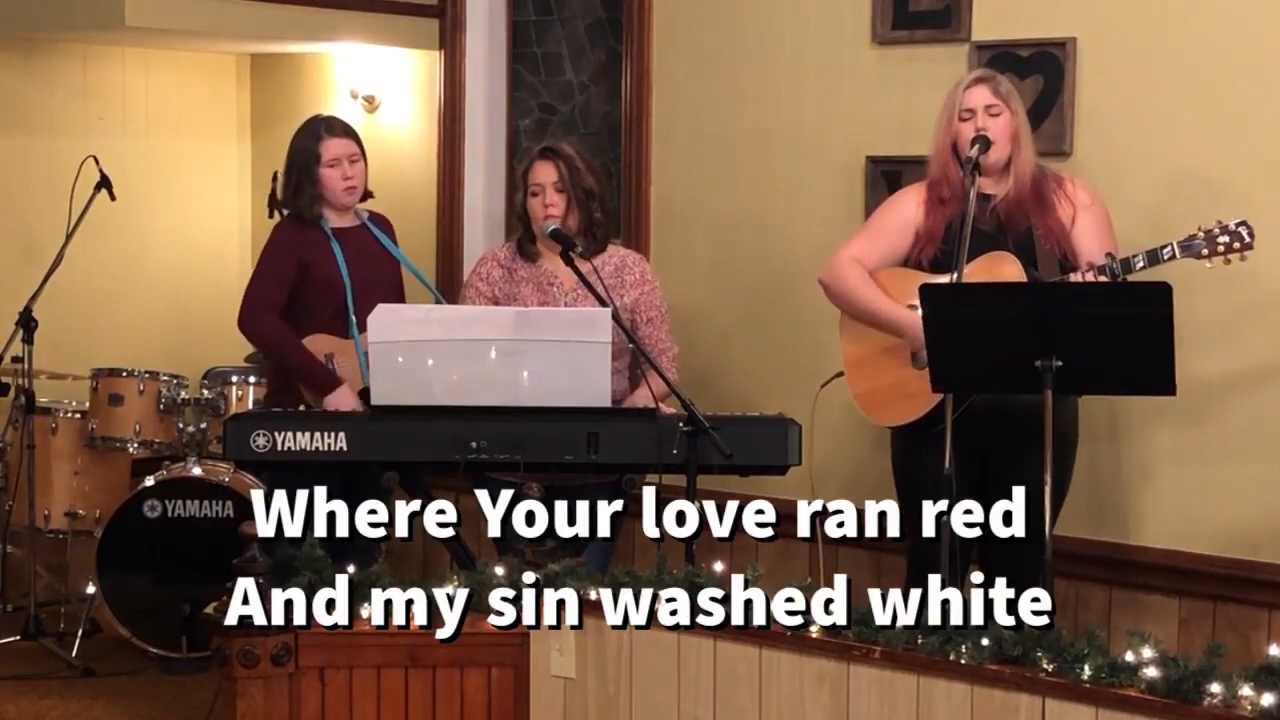 L
YAMAHA
YAMAHA
Where Your love ran red
And my sin washed white